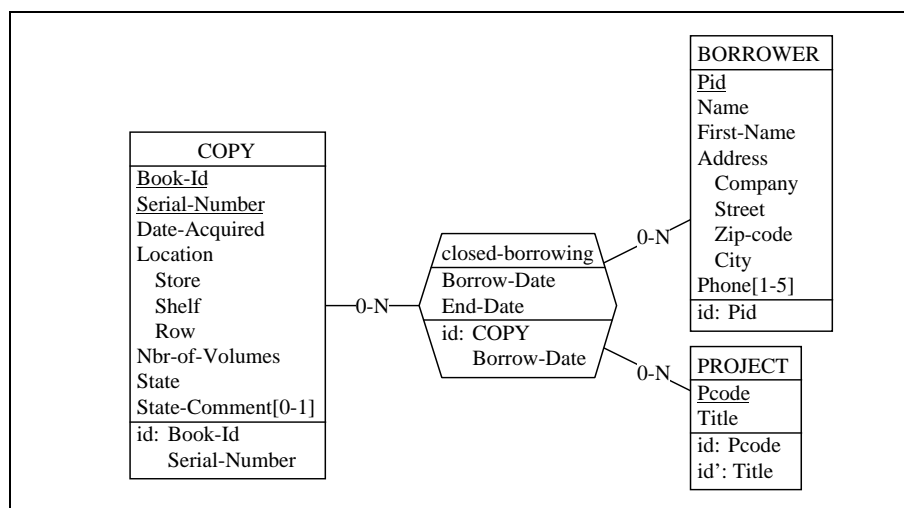 COPY
Book-Id
Serial-Number
Date-Acquired
Location
Store
Shelf
Row
Nbr-of-Volumes
State
State-Comment[0-1]
id: Book-Id
Serial-Number
0-N
closed-borrowing
Borrow-Date
End-Date
id: COPY
Borrow-Date
0-N
0-N
BORROWER
Pid
Name
First-Name
Address
Company
Street
Zip-code
City
Phone[1-5]
id: Pid
PROJECT
Pcode
Title
id: Pcode
id’: Title